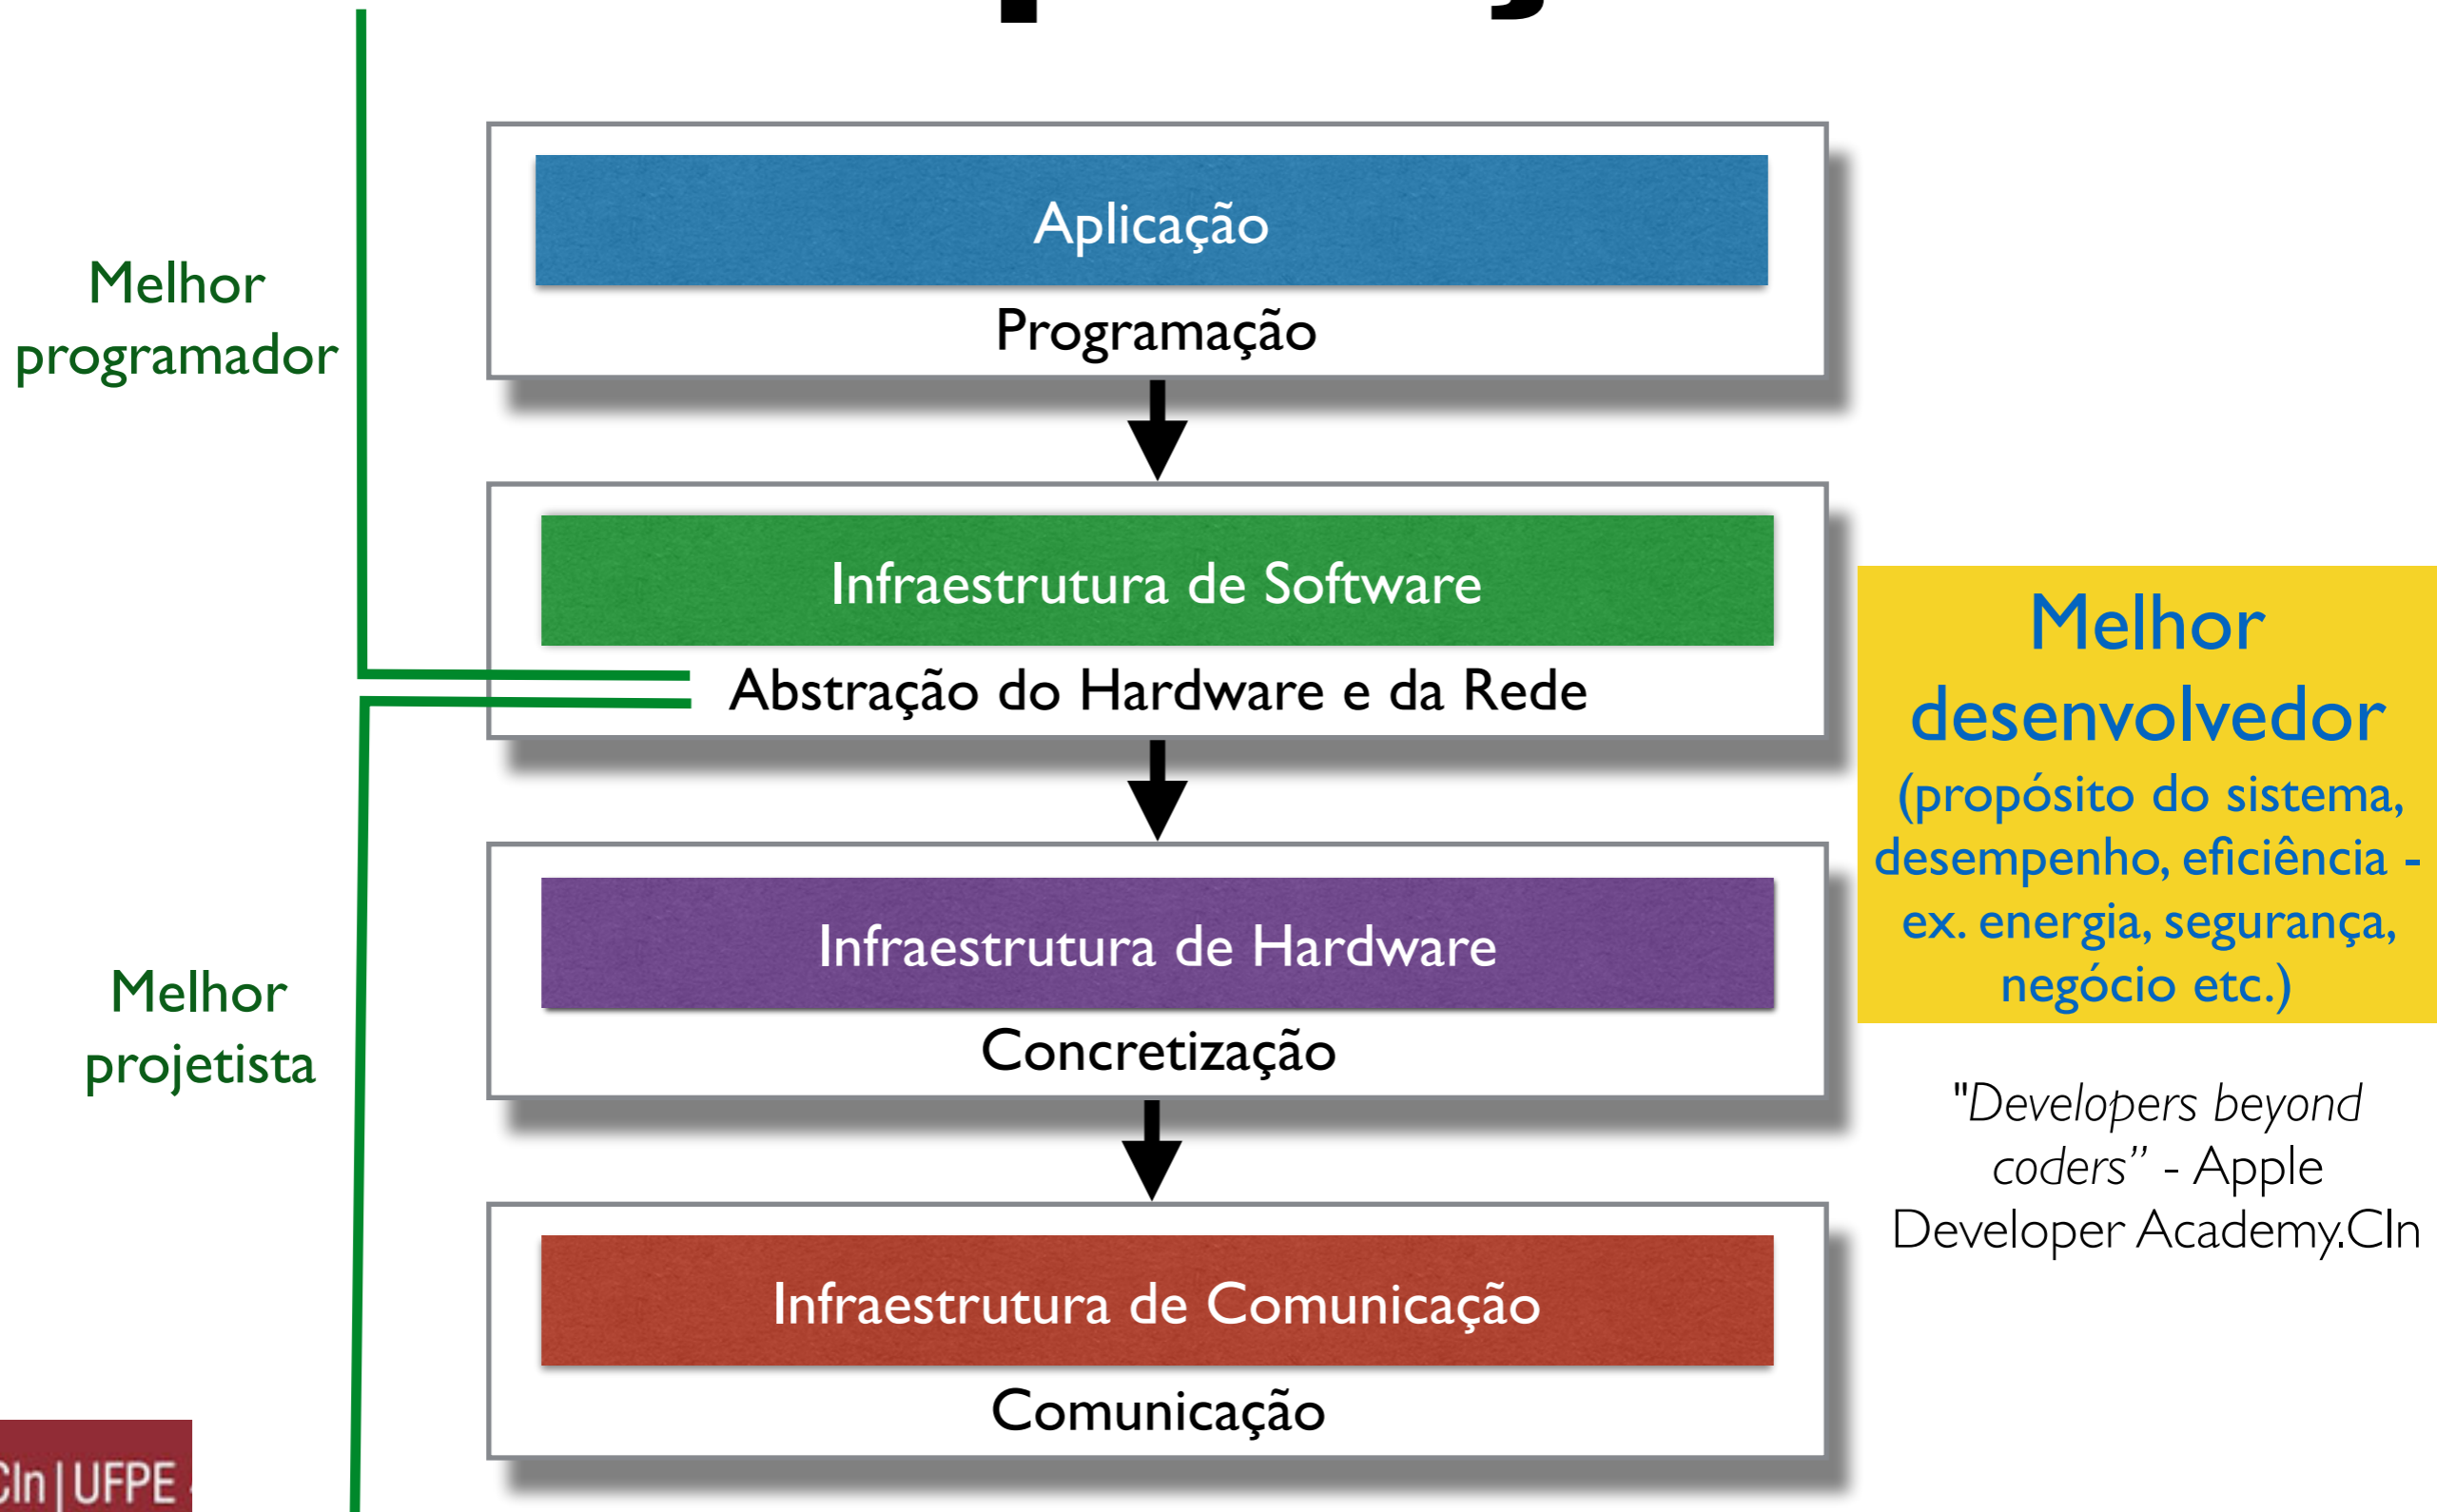 Aplicação
Programação
Melhor
programador
Infraestrutura de Software
Abstração do Hardware e da Rede
Melhor
desenvolvedor
(propósito do sistema,
desempenho, eficiência -
ex. energia, segurança,
negócio etc.)
Infraestrutura de Hardware
Concretização
Melhor
projetista
"Developers beyond
coders” - Apple
Developer Academy.CIn
Infraestrutura de Comunicação
Comunicação
CIn | UFPE